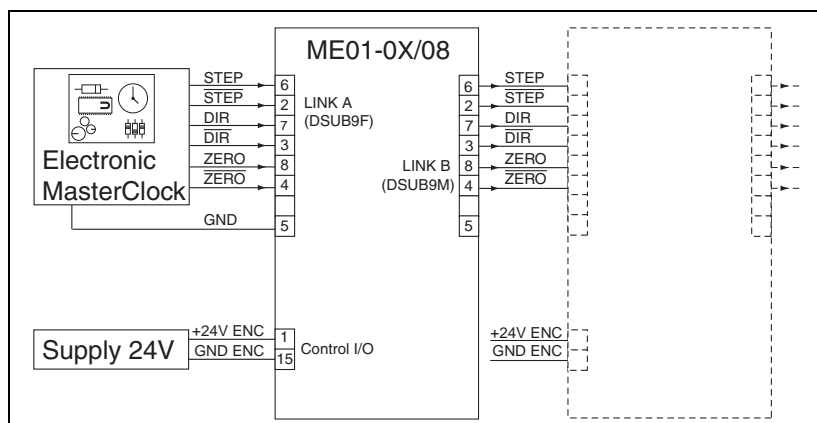 ME01-0X/08
Electronic
MasterClock
STEP
STEP
DIR
DIR
ZERO
ZERO
GND
6
2
7
3
8
4
5
LINK A
(DSUB9F)
LINK B
(DSUB9M)
6
2
7
3
8
4
5
STEP
STEP
DIR
DIR
ZERO
ZERO
Supply 24V
+24V ENC
GND ENC
1
15
Control I/O
+24V ENC
GND ENC